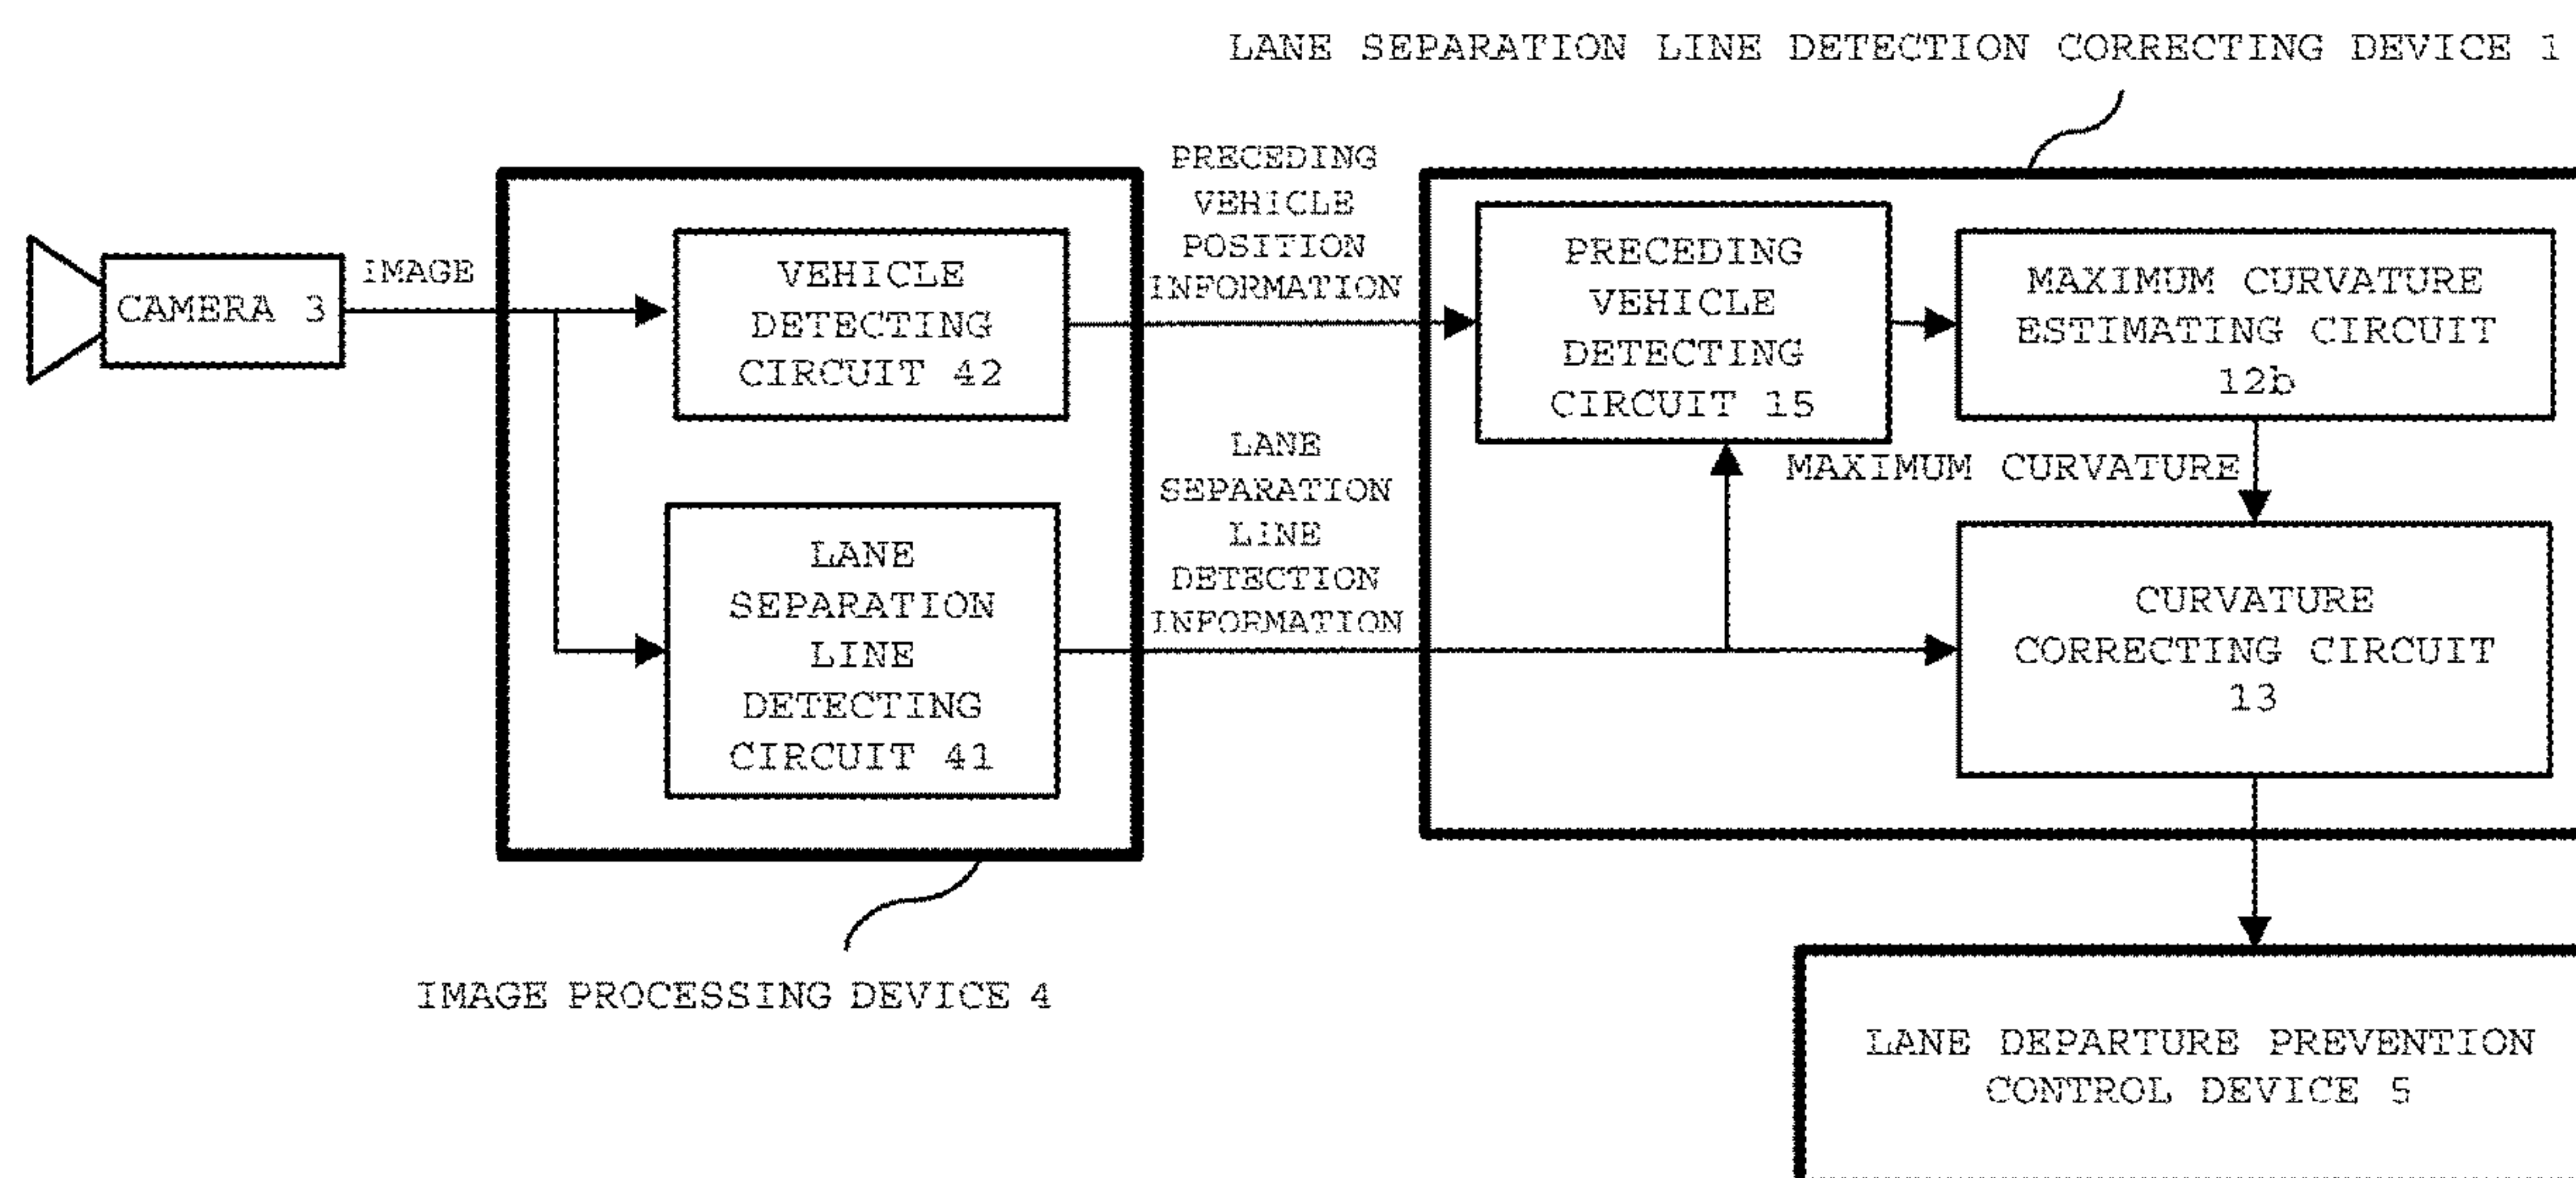 LANE SEPARATION LINE DETECTION CORRECTING DEVICE 1
CAMERA 3
IMAGE
VEHICLE
DETECTING
CIRCUIT 42
LANE
SEPARATION
LINE
DETECTING
CIRCUIT 41
IMAGE PROCESSING DEVICE 4
PRECEDING
VEHICLE
POSITION
INFORMATION
LANE
SEPARATION
LINE
DETECTION
INFORMATION
PRECEDING
VEHICLE
DETECTING
CIRCUIT 15
MAXIMUM CURVATURE
ESTIMATING CIRCUIT
12b
MAXIMUM CURVATURE
CURVATURE
CORRECTING CIRCUIT
13
LANE DEPARTURE PREVENTION
CONTROL DEVICE 5